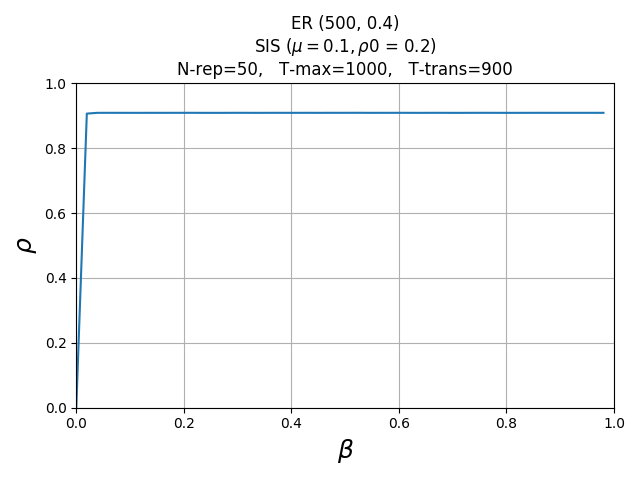 ER (500, 0.4)
SIS (μ = 0.1, ρ0 = 0.2)
N-rep=50,   T-max=1000,   T-trans=900
1.0
0.8
0.6
0.4
0.2
0.0
ρ
0.0 0.2 0.4 0.6 0.8 1.0
β